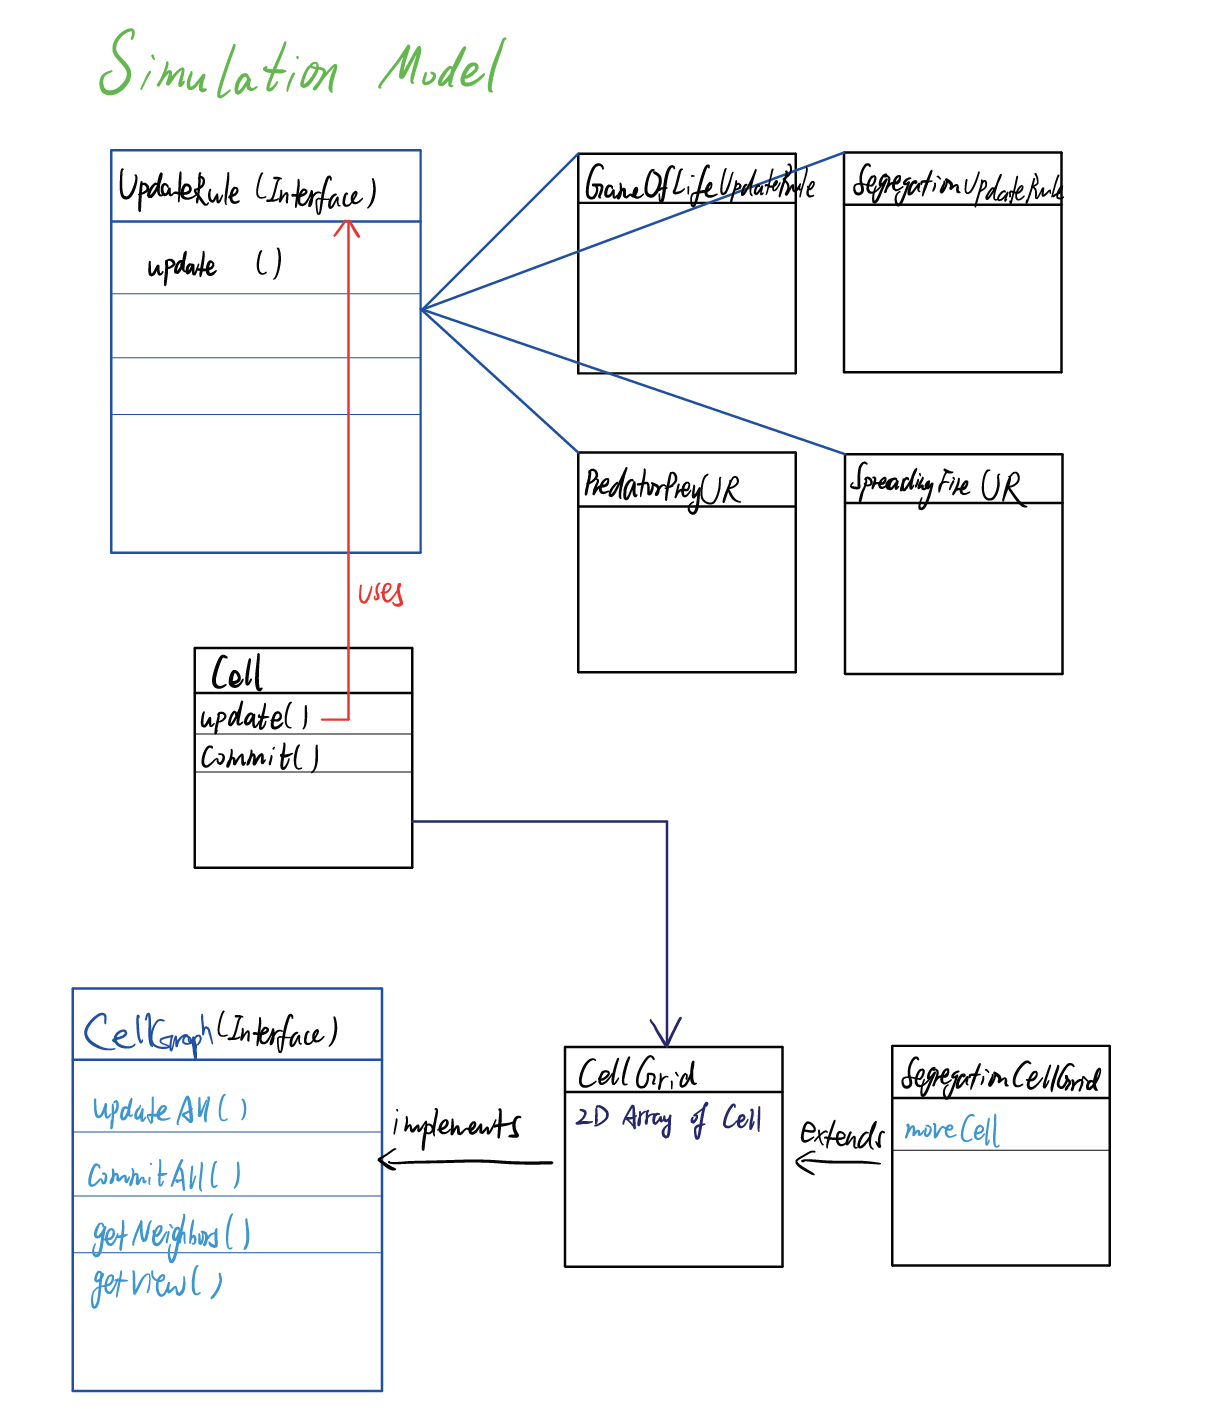 Simulation Model
UpdateRule (Interface)
update ()
GameOfLifeUpdateRule
SegregationUpdateRule
PredatorPreyUR
SpreadingFire UR
uses
Cell
update()
Commit()
CellGraph(Interface)
updateAll()
CommitAll()
getNeighbors()
getView()
implements
CellGrid
2D Array of Cell
extends
SegregationCellGrid
moveCell